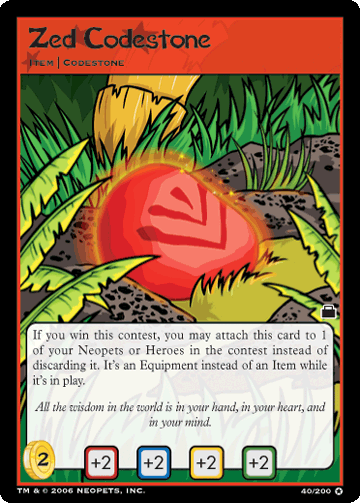 Zed Codestone
Item | Codestone
If you win this contest, you may attach this card to 1
of your Neopets or Heroes in the contest instead of
discarding it. It's an Equipment instead of an Item while
it's in play.
All the wisdom in the world is in your hand, in your heart, and
in your mind.
2 +2 +2 +2 +2
TM & © 2006 NEOPETS, INC. 40/200